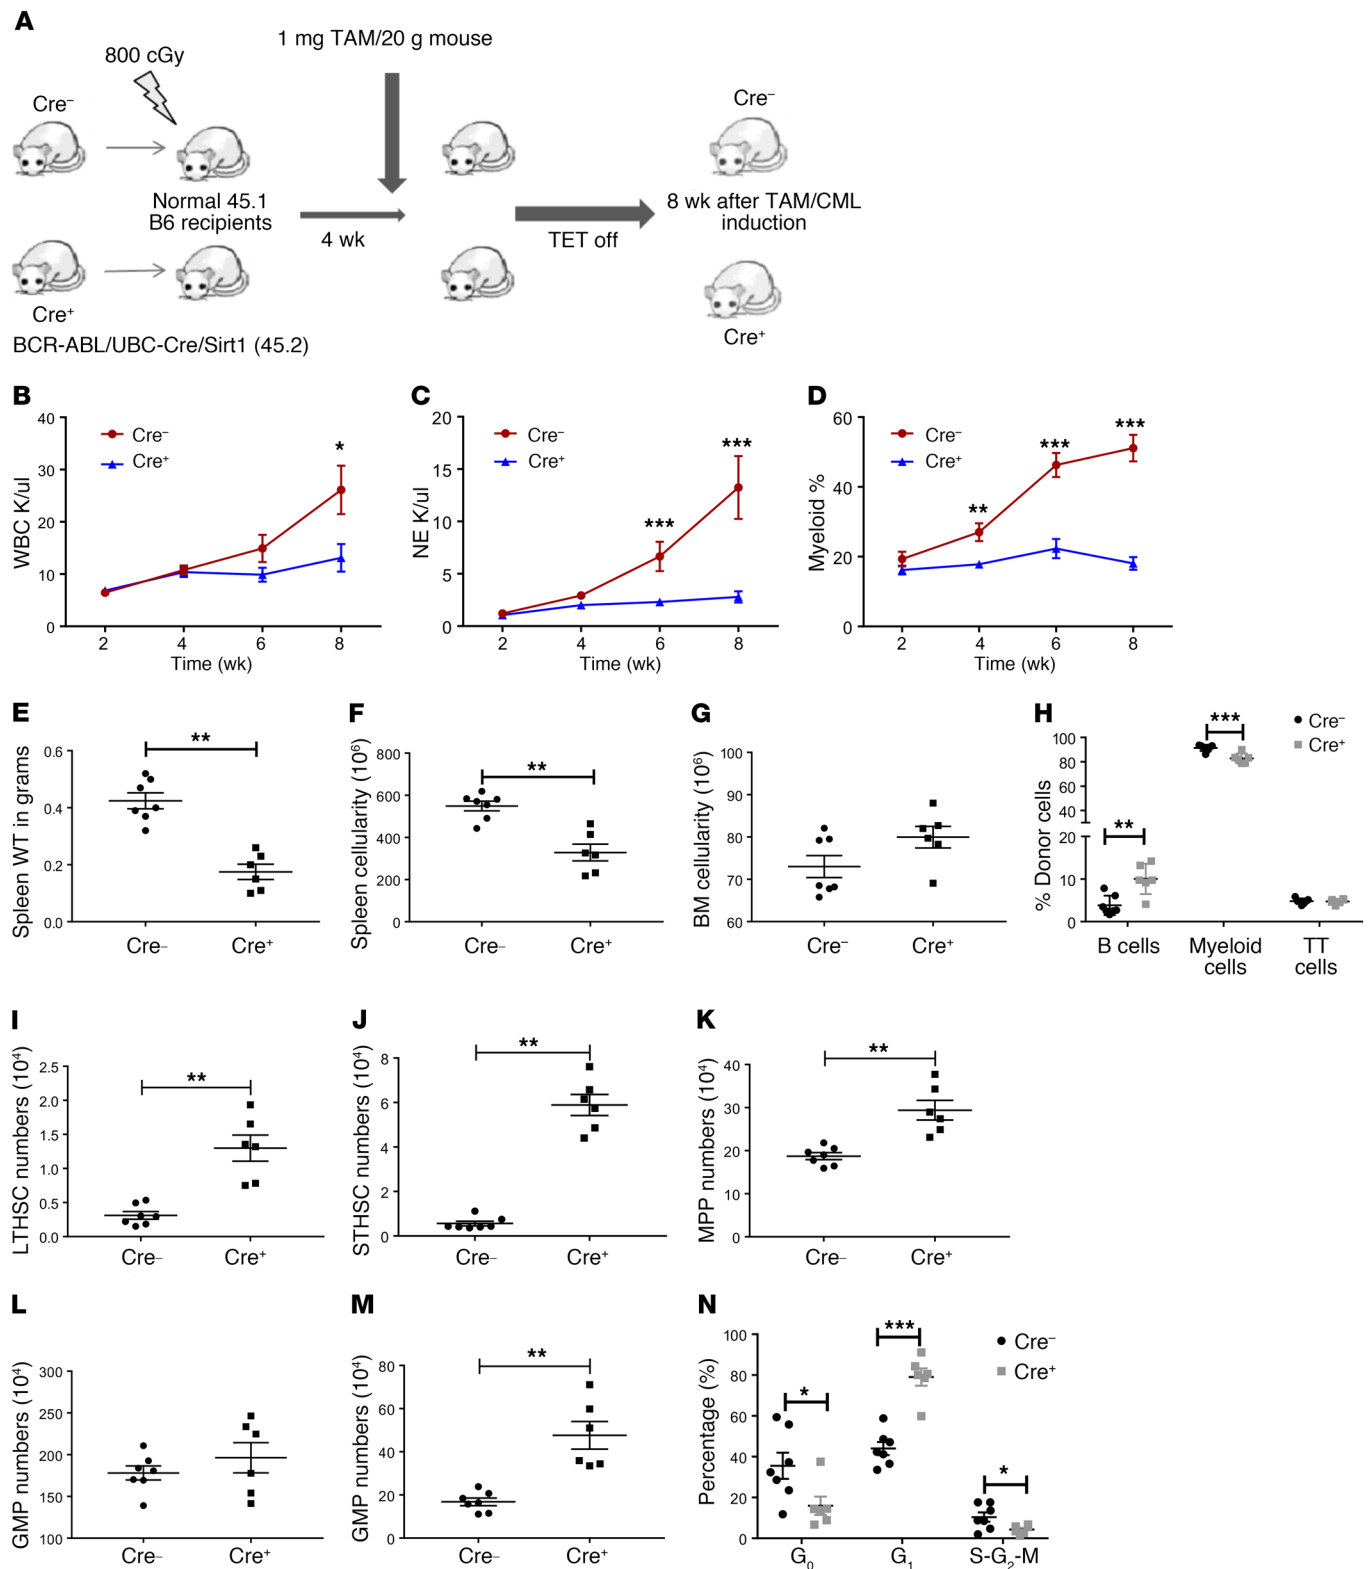 A
1 mg TAM/20 g mouse
800 cGy
Cre–
Cre–
Normal 45.1
B6 recipients
4 wk
TET off
8 wk after TAM/CML
induction
Cre+
Cre+
BCR-ABL/UBC-Cre/Sirt1 (45.2)
B
WBC K/ul
40
30
20
10
0
Cre–
Cre+
*
2 4 6 8
Time (wk)
C
NE K/ul
20
15
10
5
0
Cre–
Cre+
***
***
2 4 6 8
Time (wk)
D
Myeloid %
60
40
20
0
Cre–
Cre+
**
***
***
2 4 6 8
Time (wk)
E
Spleen WT in grams
0.6
0.4
0.2
0.0
**
Cre– Cre+
F
Spleen cellularity (10⁶)
800
600
400
200
0
**
Cre– Cre+
G
BM cellularity (10⁶)
100
90
80
70
60
Cre– Cre+
H
% Donor cells
100
80
60
40
20
10
0
**
***
Cre–
Cre+
B cells Myeloid TT
cells cells
I
LTHSC numbers (10⁴)
2.5
2.0
1.5
1.0
0.5
0.0
**
Cre– Cre+
J
STHSC numbers (10⁴)
8
6
4
2
0
**
Cre– Cre+
K
MPP numbers (10⁴)
40
30
20
10
0
**
Cre– Cre+
L
GMP numbers (10⁴)
300
250
200
150
100
Cre– Cre+
M
GMP numbers (10⁴)
80
60
40
20
0
**
Cre– Cre+
N
Percentage (%)
100
80
60
40
20
0
*
***
*
Cre–
Cre+
G₀ G₁ S-G₂-M